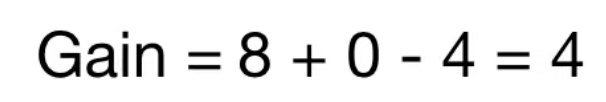 Gain = 8 + 0 - 4 = 4